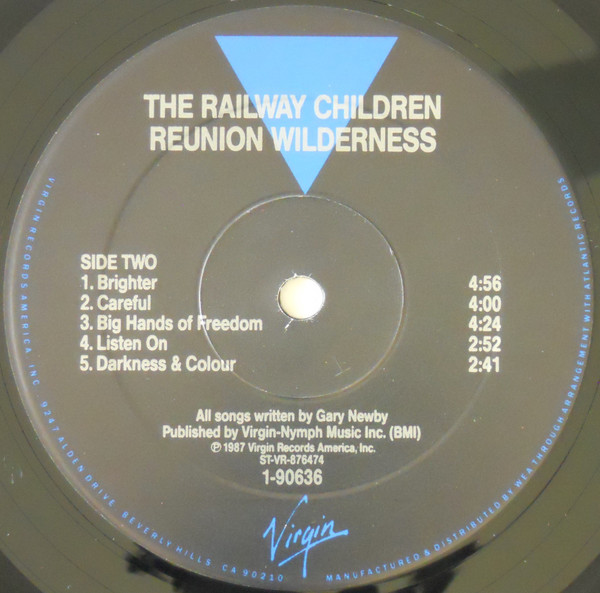 THE RAILWAY CHILDREN
REUNION WILDERNESS
SIDE TWO
1. Brighter 4:56
2. Careful 4:00
3. Big Hands of Freedom 4:24
4. Listen On 2:52
5. Darkness & Colour 2:41
All songs written by Gary Newby
Published by Virgin-Nymph Music Inc. (BMI)
℗ 1987 Virgin Records America, Inc.
ST-VR-876474
1-90636
Virgin
VIRGIN RECORDS AMERICA, INC. 9247 ALDEN DRIVE, BEVERLY HILLS, CA 90210
MANUFACTURED & DISTRIBUTED BY WEA THROUGH ARRANGEMENT WITH ATLANTIC RECORDS